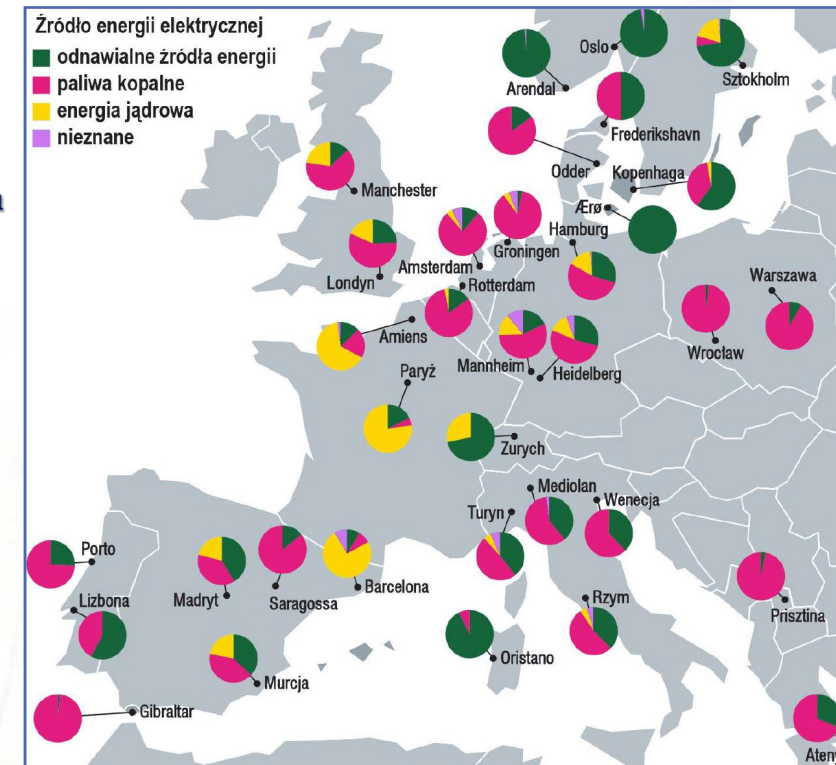 Źródło energii elektrycznej
odnawialne źródła energii
paliwa kopalne
energia jądrowa
nieznane
Oslo
Arendal
Sztokholm
Frederikshavn
Odder
Kopenhaga
Manchester
Ærø
Hamburg
Groningen
Amsterdam
Londyn
Rotterdam
Warszawa
Amiens
Wrocław
Mannheim
Heidelberg
Paryż
Zurych
Mediolan
Wenecja
Turyn
Porto
Barcelona
Madryt
Saragossa
Lizbona
Rzym
Prisztina
Oristano
Murcja
Gibraltar
Aten